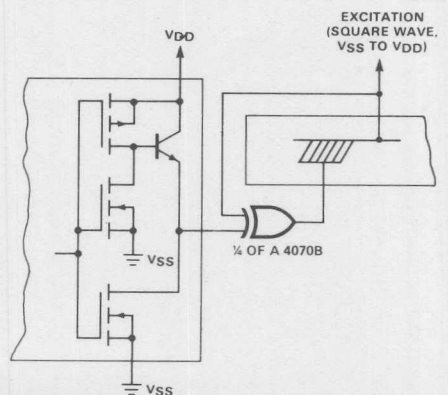 EXCITATION
(SQUARE WAVE,
VSS TO VDD)
VDD
¼ OF A 4070B
VSS
VSS